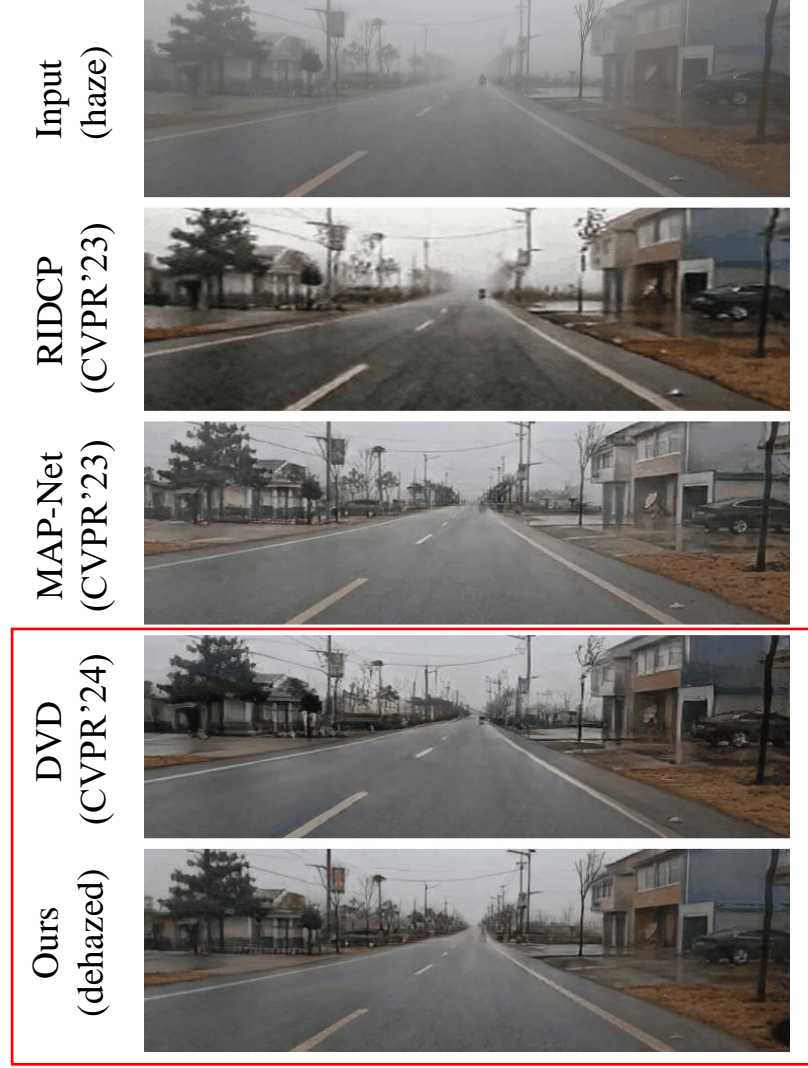 Input
(haze)
RIDCP
(CVPR’23)
MAP-Net
(CVPR’23)
DVD
(CVPR’24)
Ours
(dehazed)